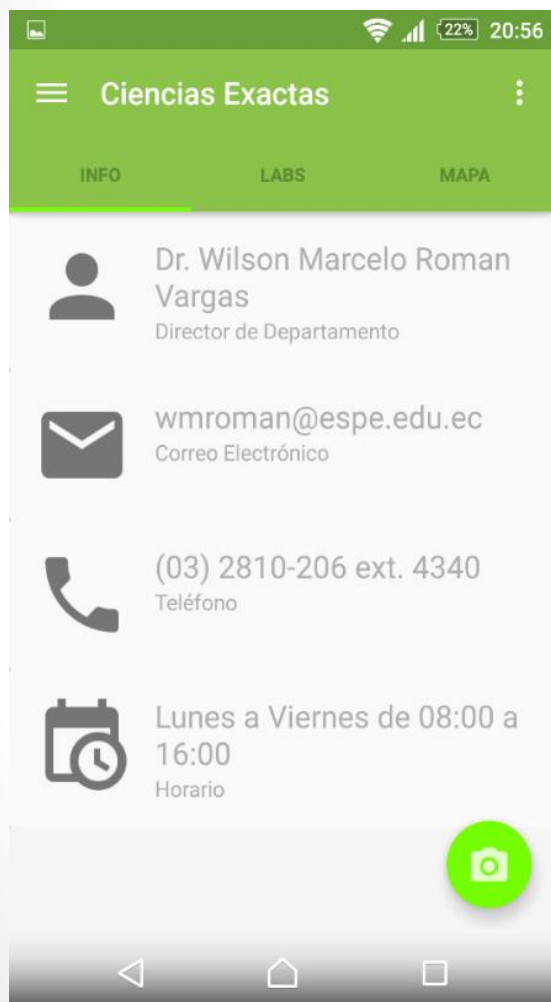 22% 20:56
Ciencias Exactas
INFO LABS MAPA
Dr. Wilson Marcelo Roman
Vargas
Director de Departamento
wmroman@espe.edu.ec
Correo Electrónico
(03) 2810-206 ext. 4340
Teléfono
Lunes a Viernes de 08:00 a
16:00
Horario